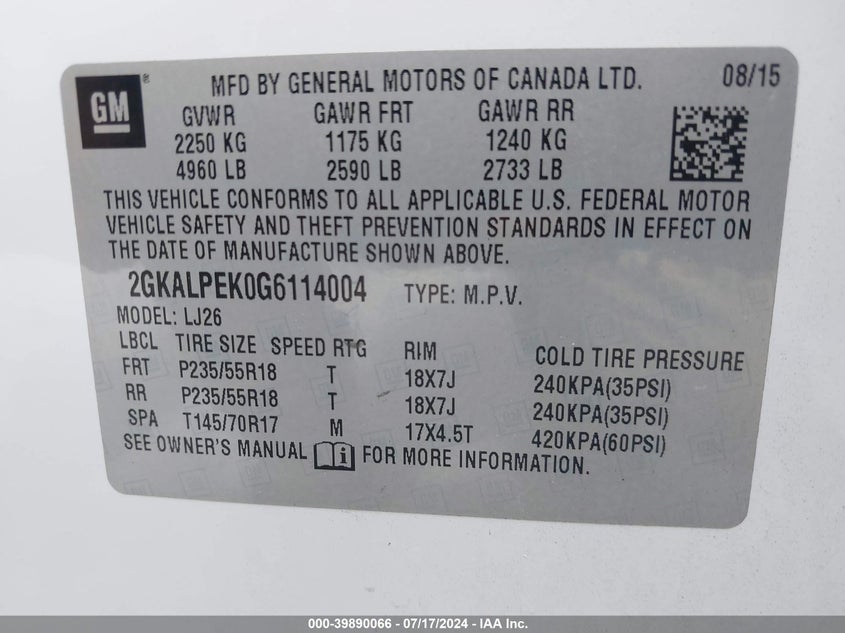 GM ® MFD BY GENERAL MOTORS OF CANADA LTD. 08/15
GVWR GAWR FRT GAWR RR
2250 KG 1175 KG 1240 KG
4960 LB 2590 LB 2733 LB
THIS VEHICLE CONFORMS TO ALL APPLICABLE U.S. FEDERAL MOTOR
VEHICLE SAFETY AND THEFT PREVENTION STANDARDS IN EFFECT ON
THE DATE OF MANUFACTURE SHOWN ABOVE.
2GKALPEK0G6114004 TYPE: M.P.V.
MODEL: LJ26
LBCL TIRE SIZE SPEED RTG RIM COLD TIRE PRESSURE
FRT P235/55R18 T 18X7J 240KPA(35PSI)
RR P235/55R18 T 18X7J 240KPA(35PSI)
SPA T145/70R17 M 17X4.5T 420KPA(60PSI)
SEE OWNER'S MANUAL FOR MORE INFORMATION.
000-39890066 - 07/17/2024 - IAA Inc.